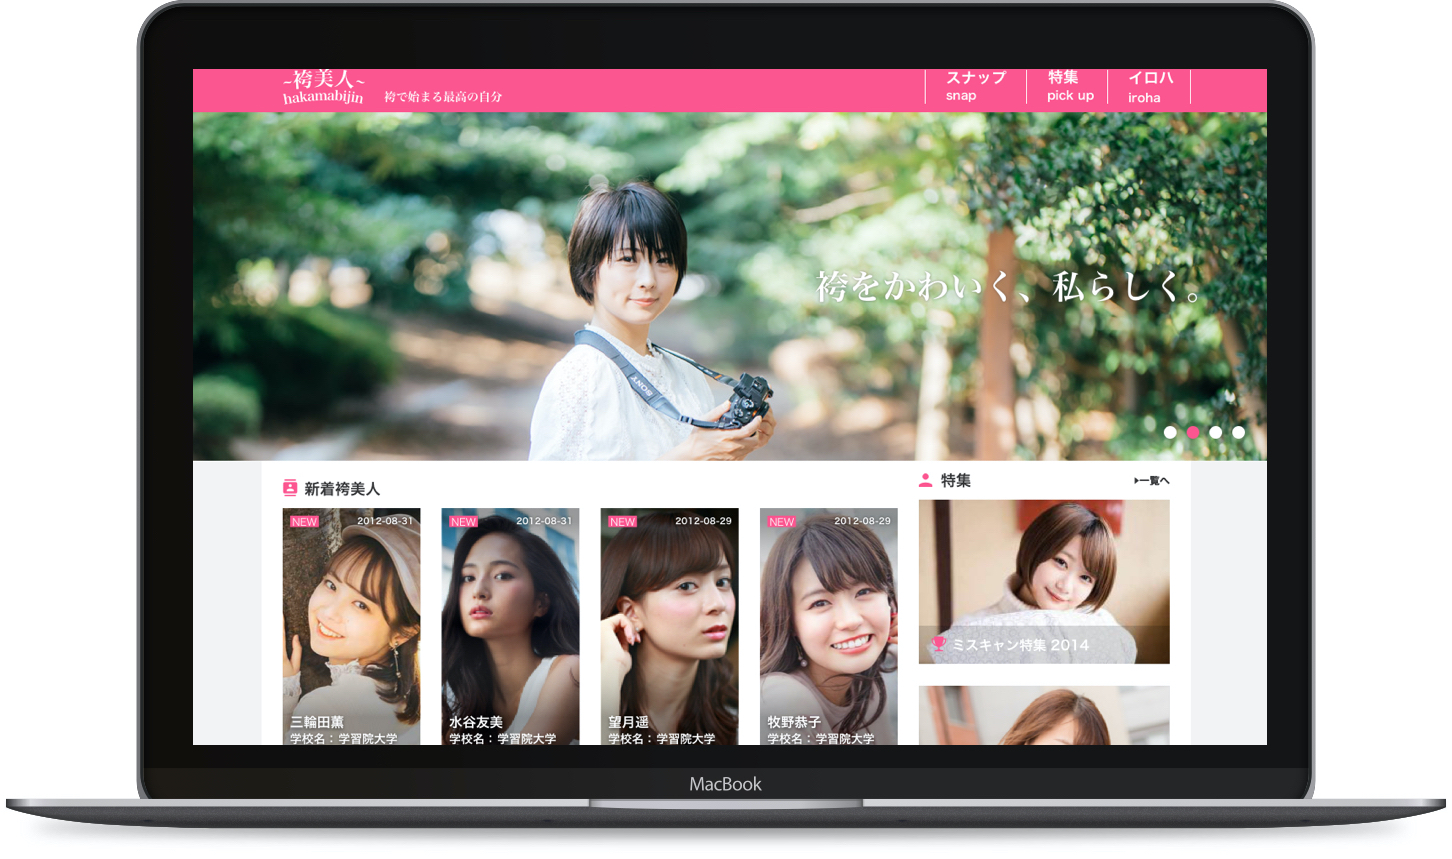 ~袴美人~
hakamabijin
袴で始まる最高の自分
スナップ
snap
特集
pick up
イロハ
iroha
袴をかわいく、私らしく。
SONY
新着袴美人
NEW 2012-08-31
三輪田薫
学校名：学習院大学
NEW 2012-08-31
水谷友美
学校名：学習院大学
NEW 2012-08-29
望月遥
学校名：学習院大学
NEW 2012-08-29
牧野恭子
学校名：学習院大学
特集
一覧へ
ミスキャン特集 2014
MacBook